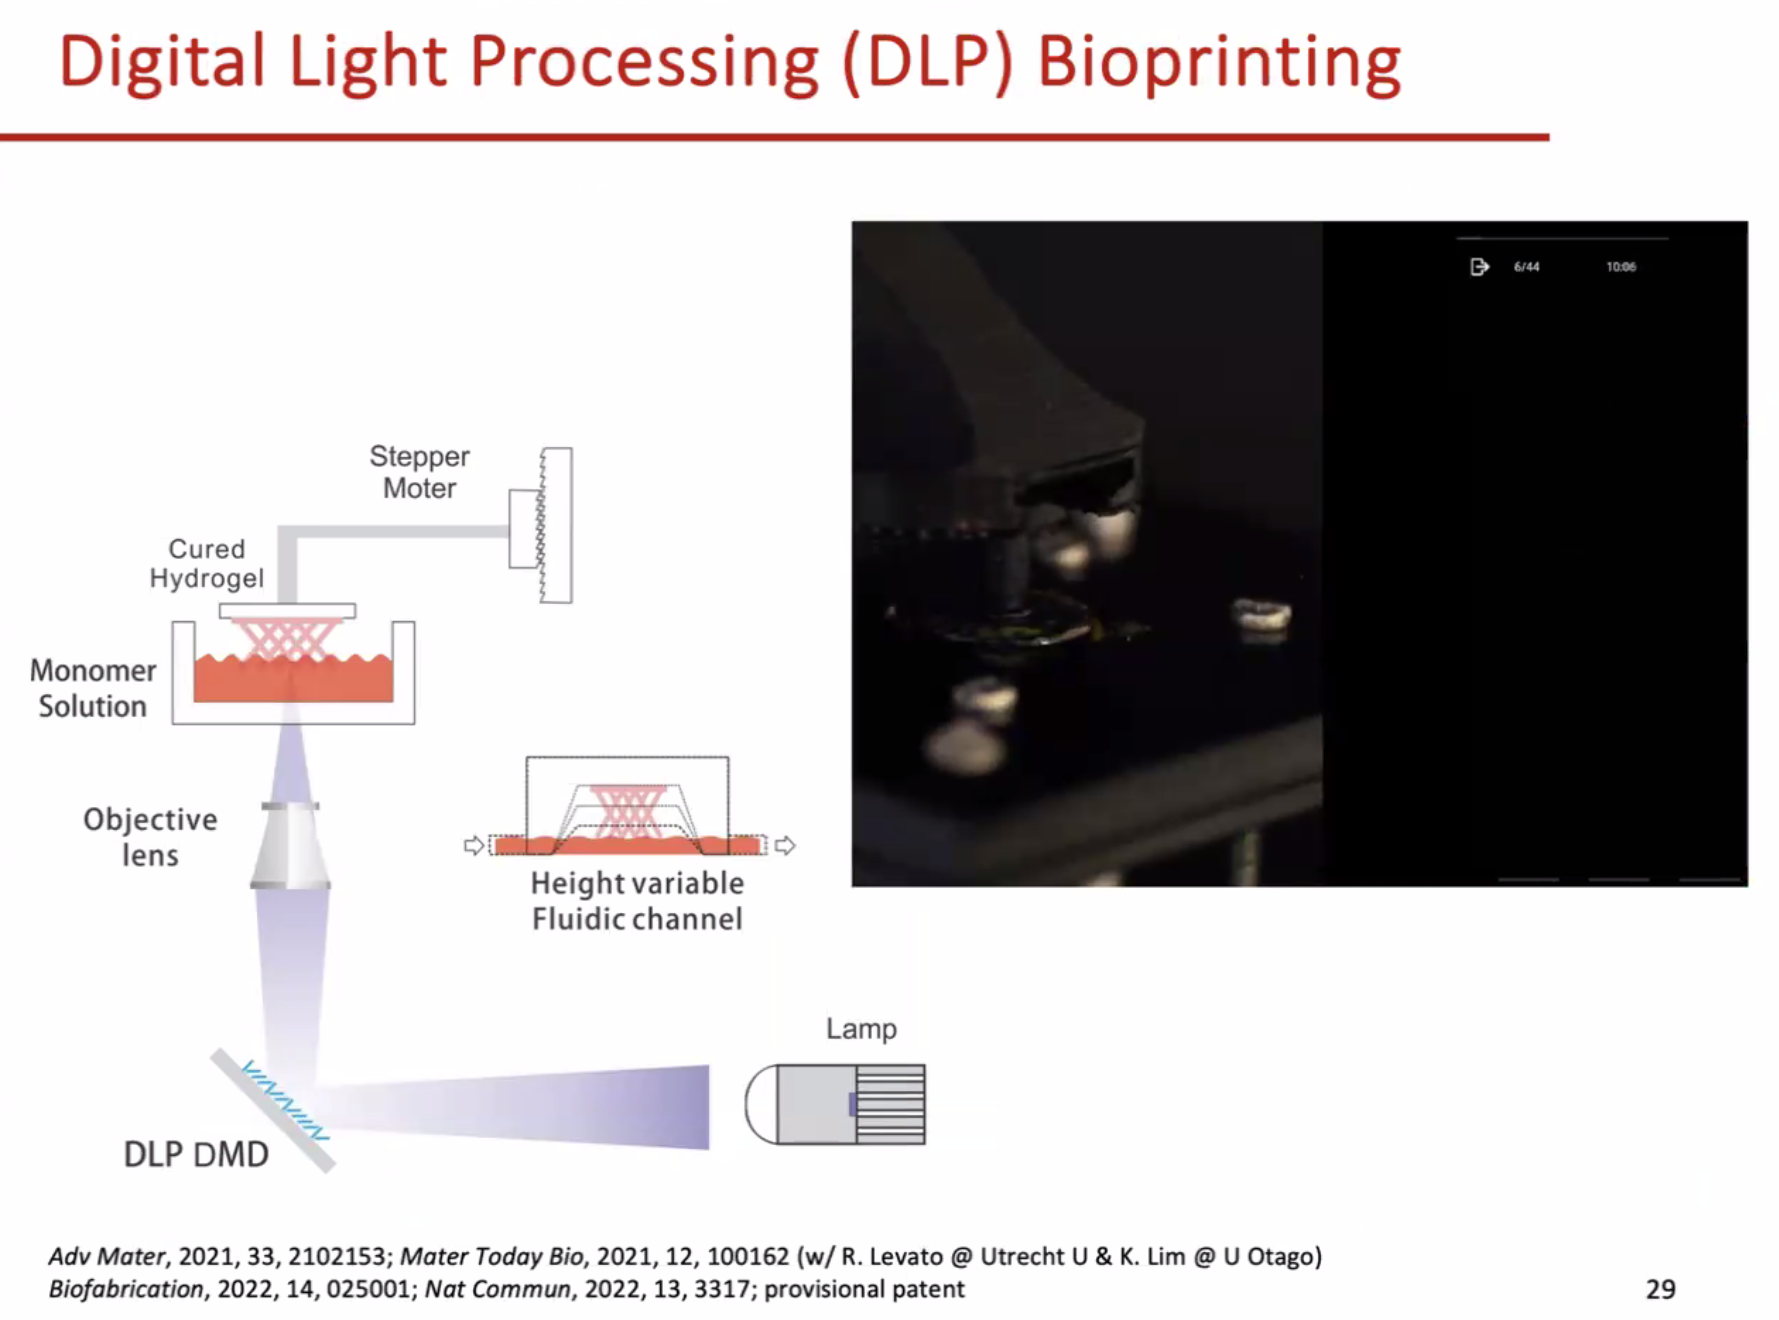 Digital Light Processing (DLP) Bioprinting
6/44
10:06
Stepper
Moter
Cured
Hydrogel
Monomer
Solution
Objective
lens
Height variable
Fluidic channel
Lamp
DLP DMD
Adv Mater, 2021, 33, 2102153; Mater Today Bio, 2021, 12, 100162 (w/ R. Levato @ Utrecht U & K. Lim @ U Otago)
Biofabrication, 2022, 14, 025001; Nat Commun, 2022, 13, 3317; provisional patent
29